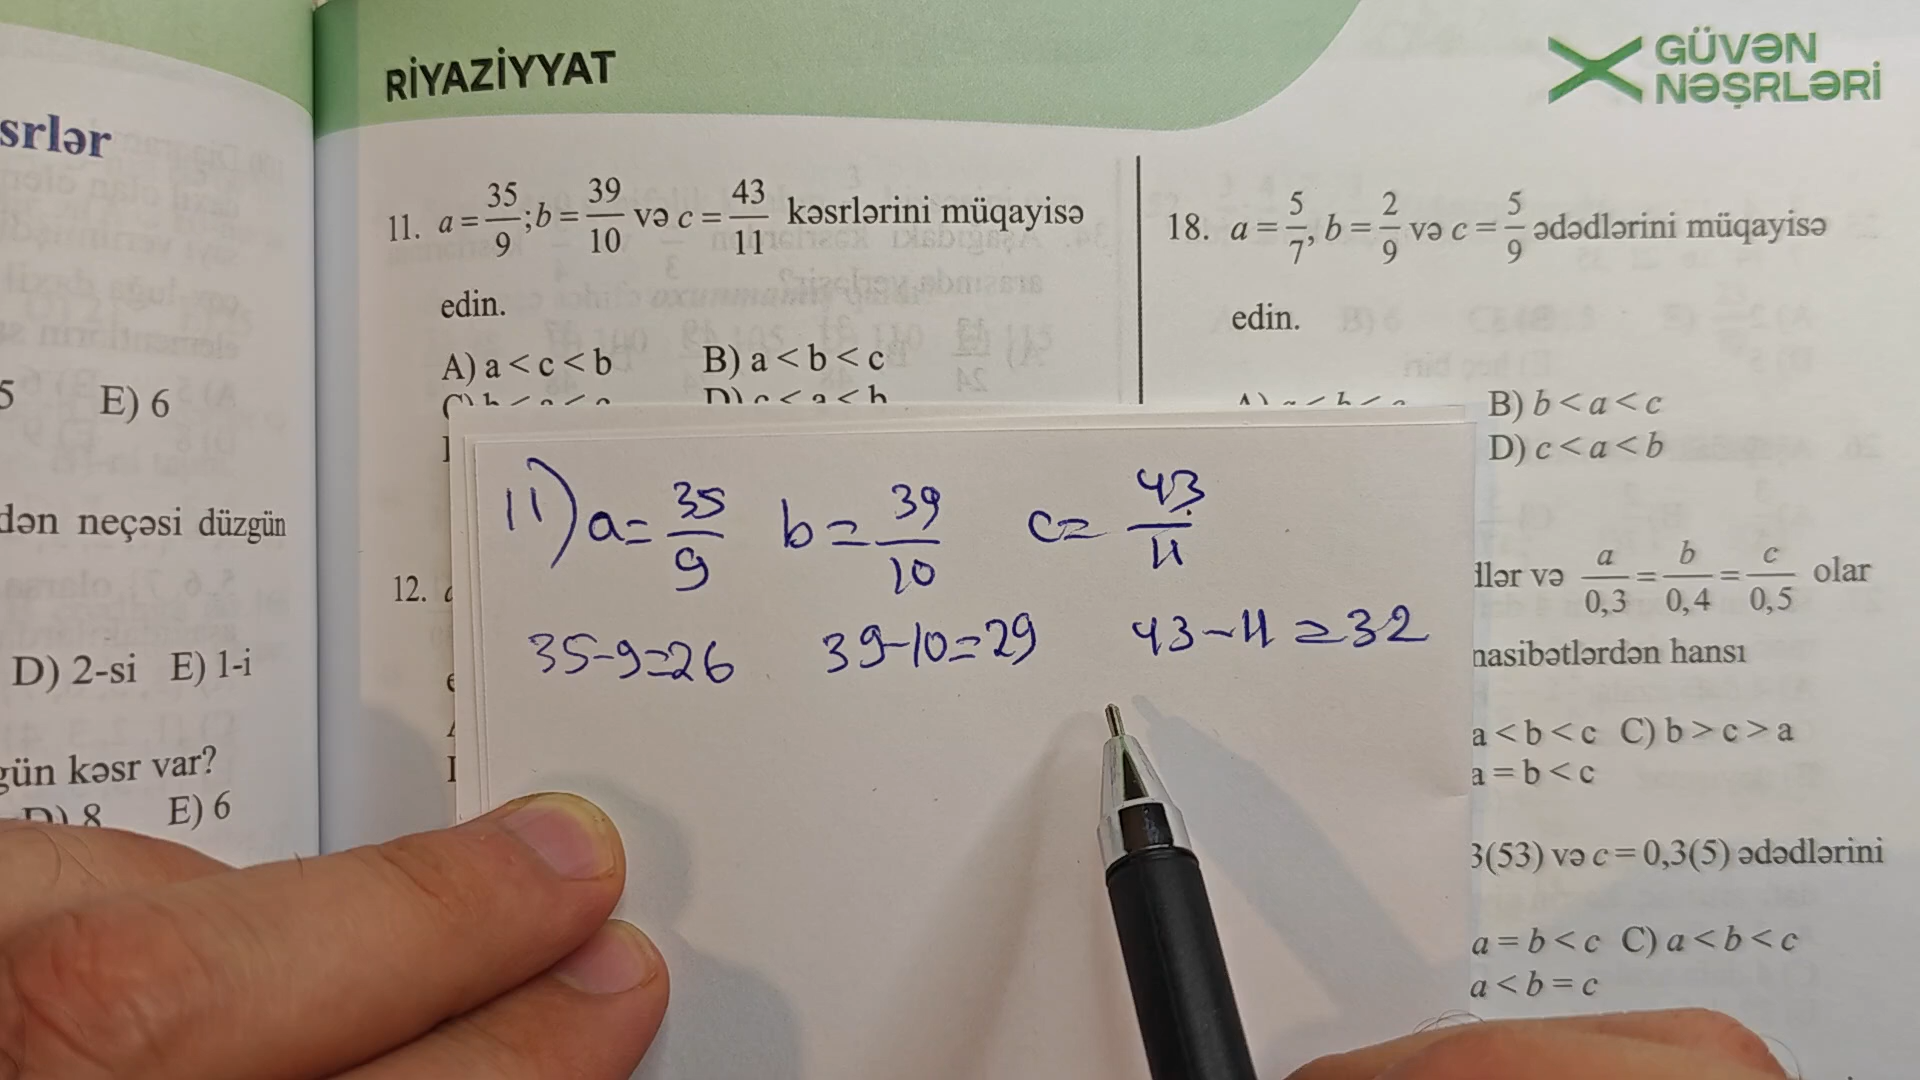 RİYAZİYYAT
GÜVƏN
NƏŞRLƏRİ
srlər
5 E) 6
dən neçəsi düzgün
D) 2-si E) 1-i
gün kəsr var?
D) 8 E) 6
11. a = 35/9 ; b = 39/10 və c = 43/11 kəsrlərini müqayisə
edin.
A) a < c < b B) a < b < c
D) c < a < b
12.
11) a = 35/9 b = 39/10 c = 43/11
35-9=26 39-10=29 43-11=32
18. a = 5/7, b = 2/9 və c = 5/9 ədədlərini müqayisə
edin.
B) b < a < c
D) c < a < b
lər və a/0,3 = b/0,4 = c/0,5 olar
nasibətlərdən hansı
a < b < c C) b > c > a
a = b < c
3(53) və c = 0,3(5) ədədlərini
a = b < c C) a < b < c
a < b = c